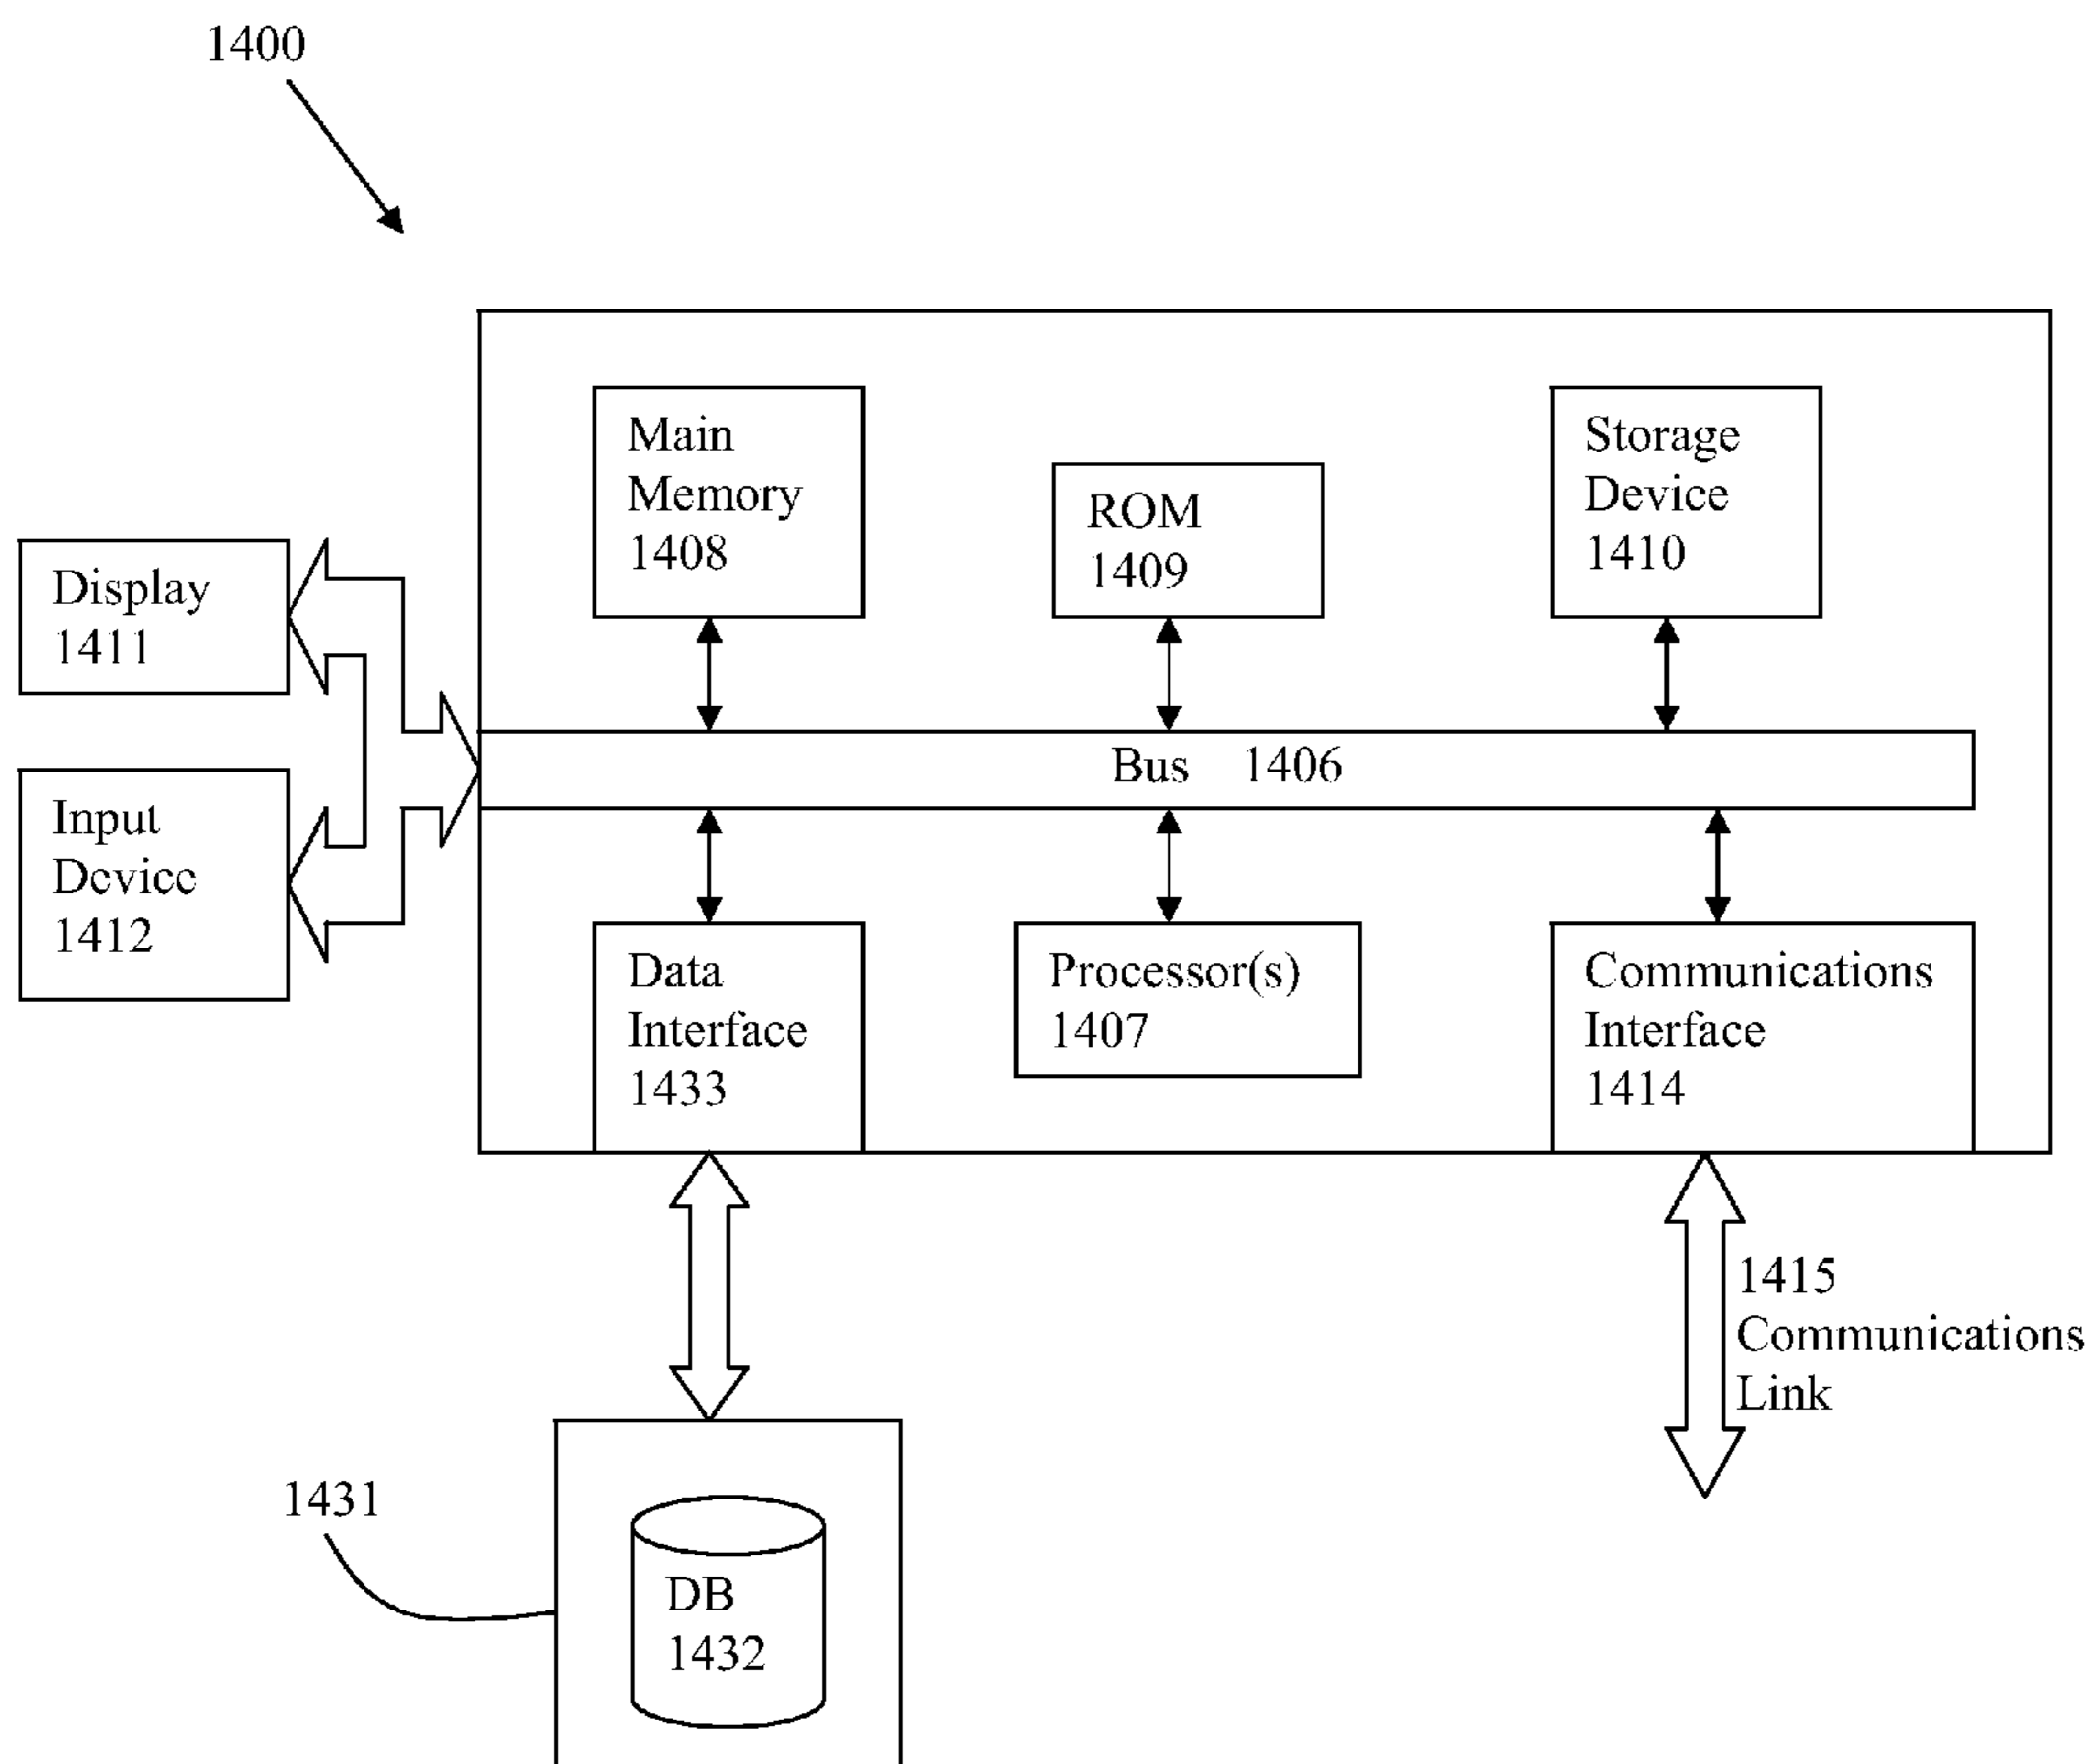 1400
Main
Memory
1408
ROM
1409
Storage
Device
1410
Display
1411
Bus 1406
Input
Device
1412
Data
Interface
1433
Processor(s)
1407
Communications
Interface
1414
1415
Communications
Link
1431
DB
1432